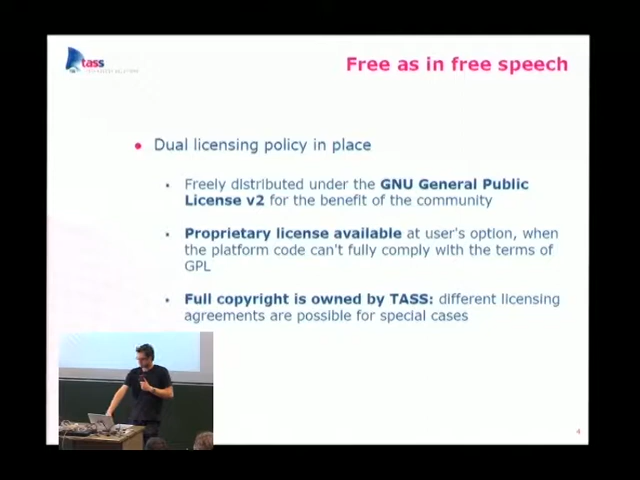 tass
Free as in free speech
Dual licensing policy in place
Freely distributed under the GNU General Public
License v2 for the benefit of the community
Proprietary license available at user's option, when
the platform code can't fully comply with the terms of
GPL
Full copyright is owned by TASS: different licensing
agreements are possible for special cases
4